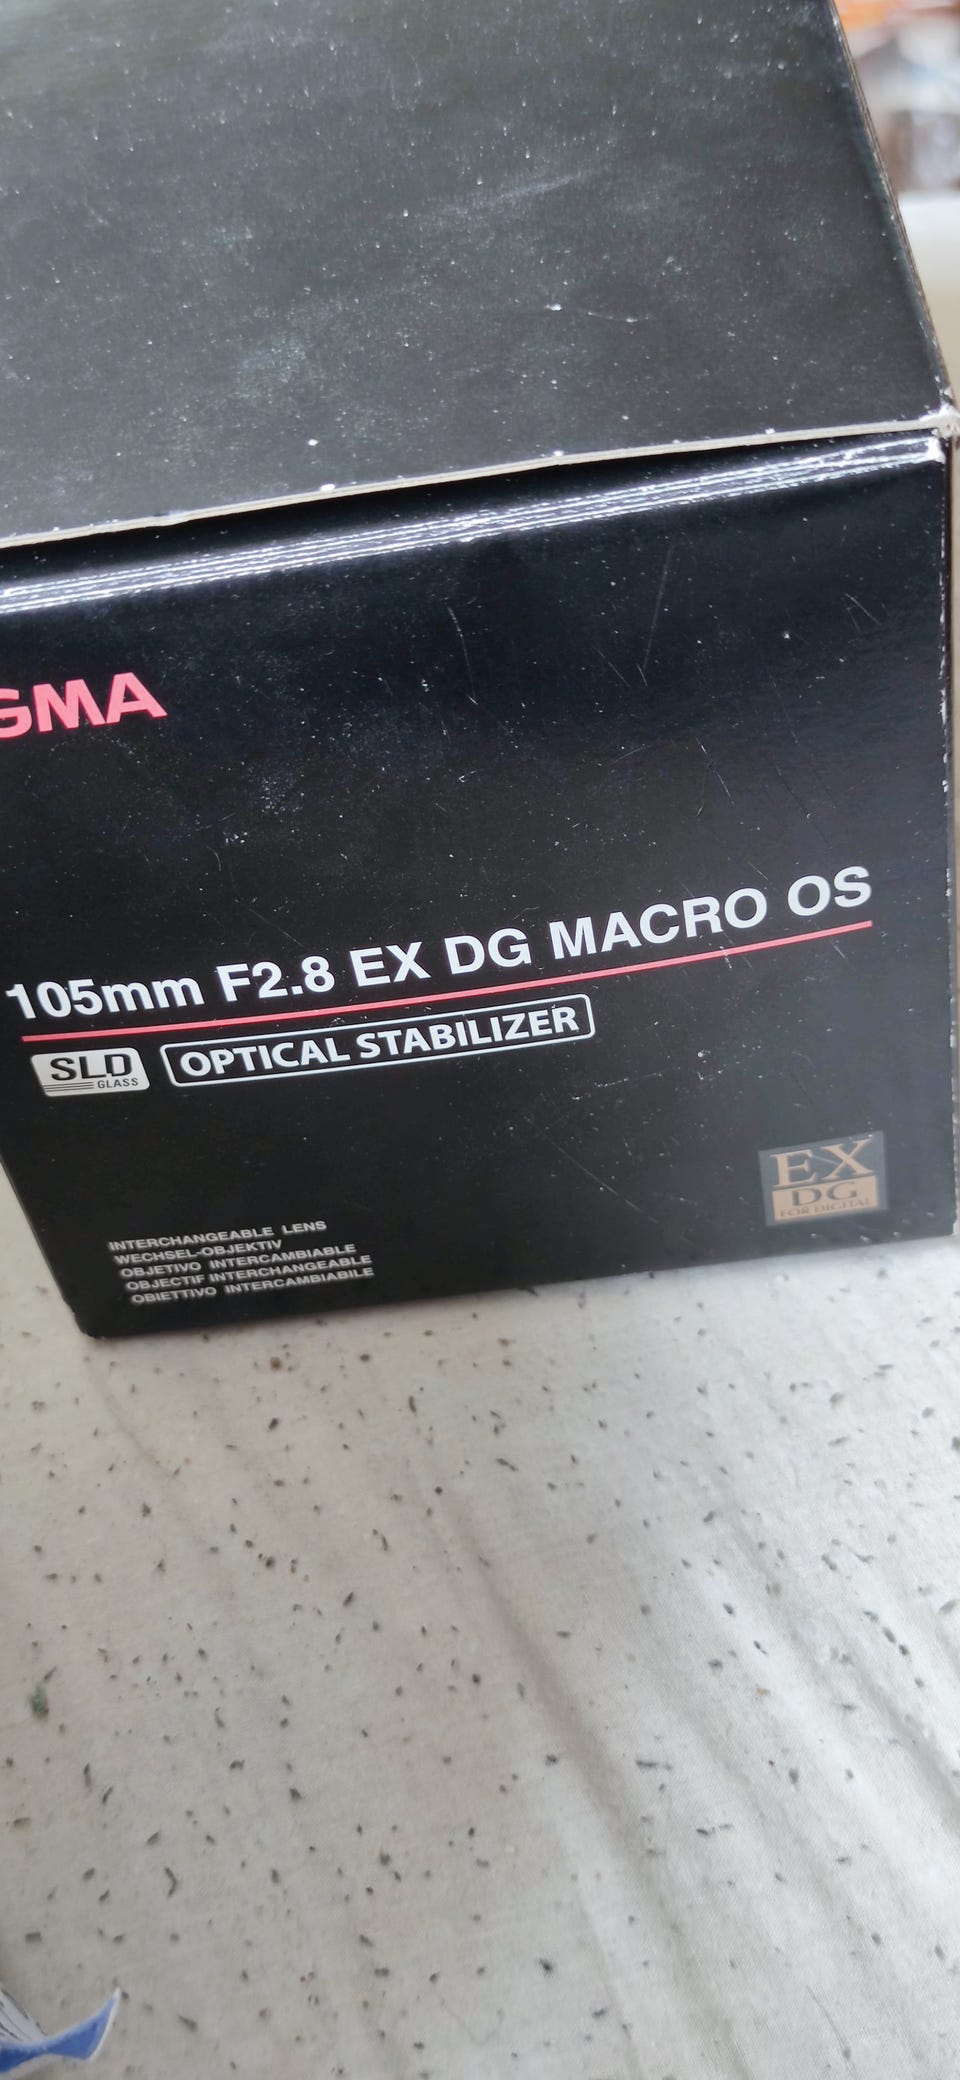 GMA
105mm F2.8 EX DG MACRO OS
SLD
GLASS
OPTICAL STABILIZER
EX
DG
FOR DIGITAL
INTERCHANGEABLE LENS
WECHSEL-OBJEKTIV
OBJETIVO INTERCAMBIABLE
OBJECTIF INTERCHANGEABLE
OBIETTIVO INTERCAMBIABILE